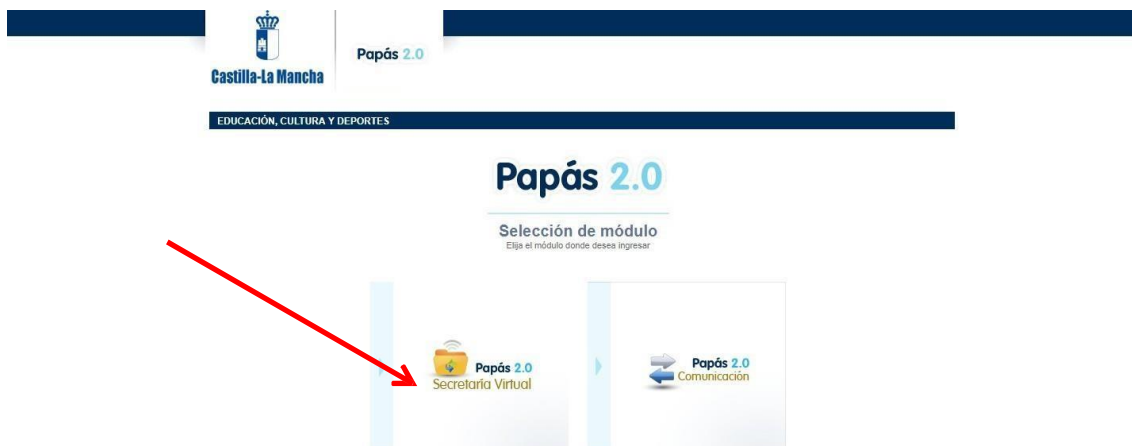 Castilla-La Mancha
Papás 2.0
EDUCACIÓN, CULTURA Y DEPORTES
Papás 2.0
Selección de módulo
Elija el módulo donde desea ingresar
Papás 2.0
Secretaría Virtual
Papás 2.0
Comunicación